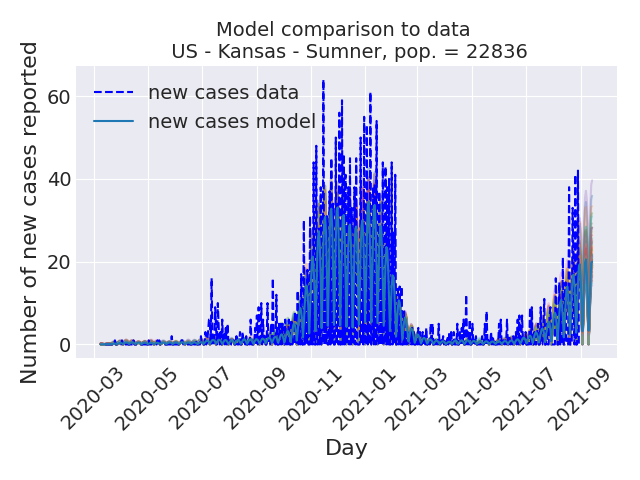 Model comparison to data
US - Kansas - Sumner, pop. = 22836
Number of new cases reported
60
40
20
0
new cases data
new cases model
2020-03
2020-05
2020-07
2020-09
2020-11
2021-01
2021-03
2021-05
2021-07
2021-09
Day